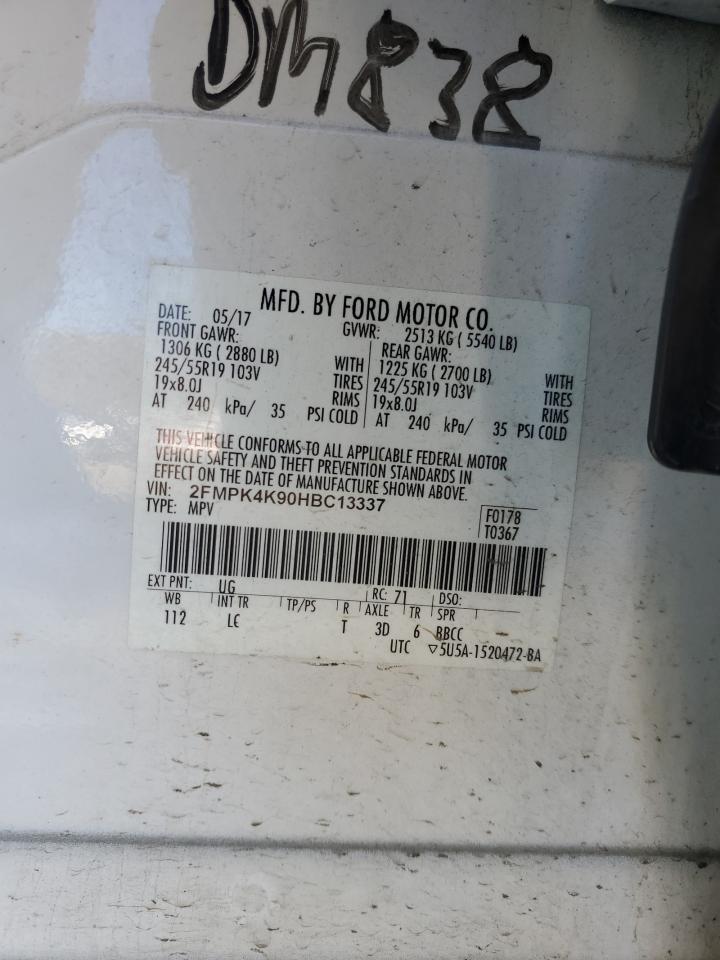 DM838
MFD. BY FORD MOTOR CO.
DATE: 05/17 GVWR: 2513 KG ( 5540 LB)
FRONT GAWR: REAR GAWR:
1306 KG ( 2880 LB) WITH 1225 KG ( 2700 LB) WITH
245/55R19 103V TIRES 245/55R19 103V TIRES
19x8.0J RIMS 19x8.0J RIMS
AT 240 kPa/ 35 PSI COLD AT 240 kPa/ 35 PSI COLD
THIS VEHICLE CONFORMS TO ALL APPLICABLE FEDERAL MOTOR
VEHICLE SAFETY AND THEFT PREVENTION STANDARDS IN
EFFECT ON THE DATE OF MANUFACTURE SHOWN ABOVE.
VIN: 2FMPK4K90HBC13337
TYPE: MPV
F0178
T0367
EXT PNT: UG RC: 71 DSO:
WB INT TR TP/PS R AXLE TR SPR
112 LC T 3D 6 BBCC
UTC ▽5U5A-1520472-BA